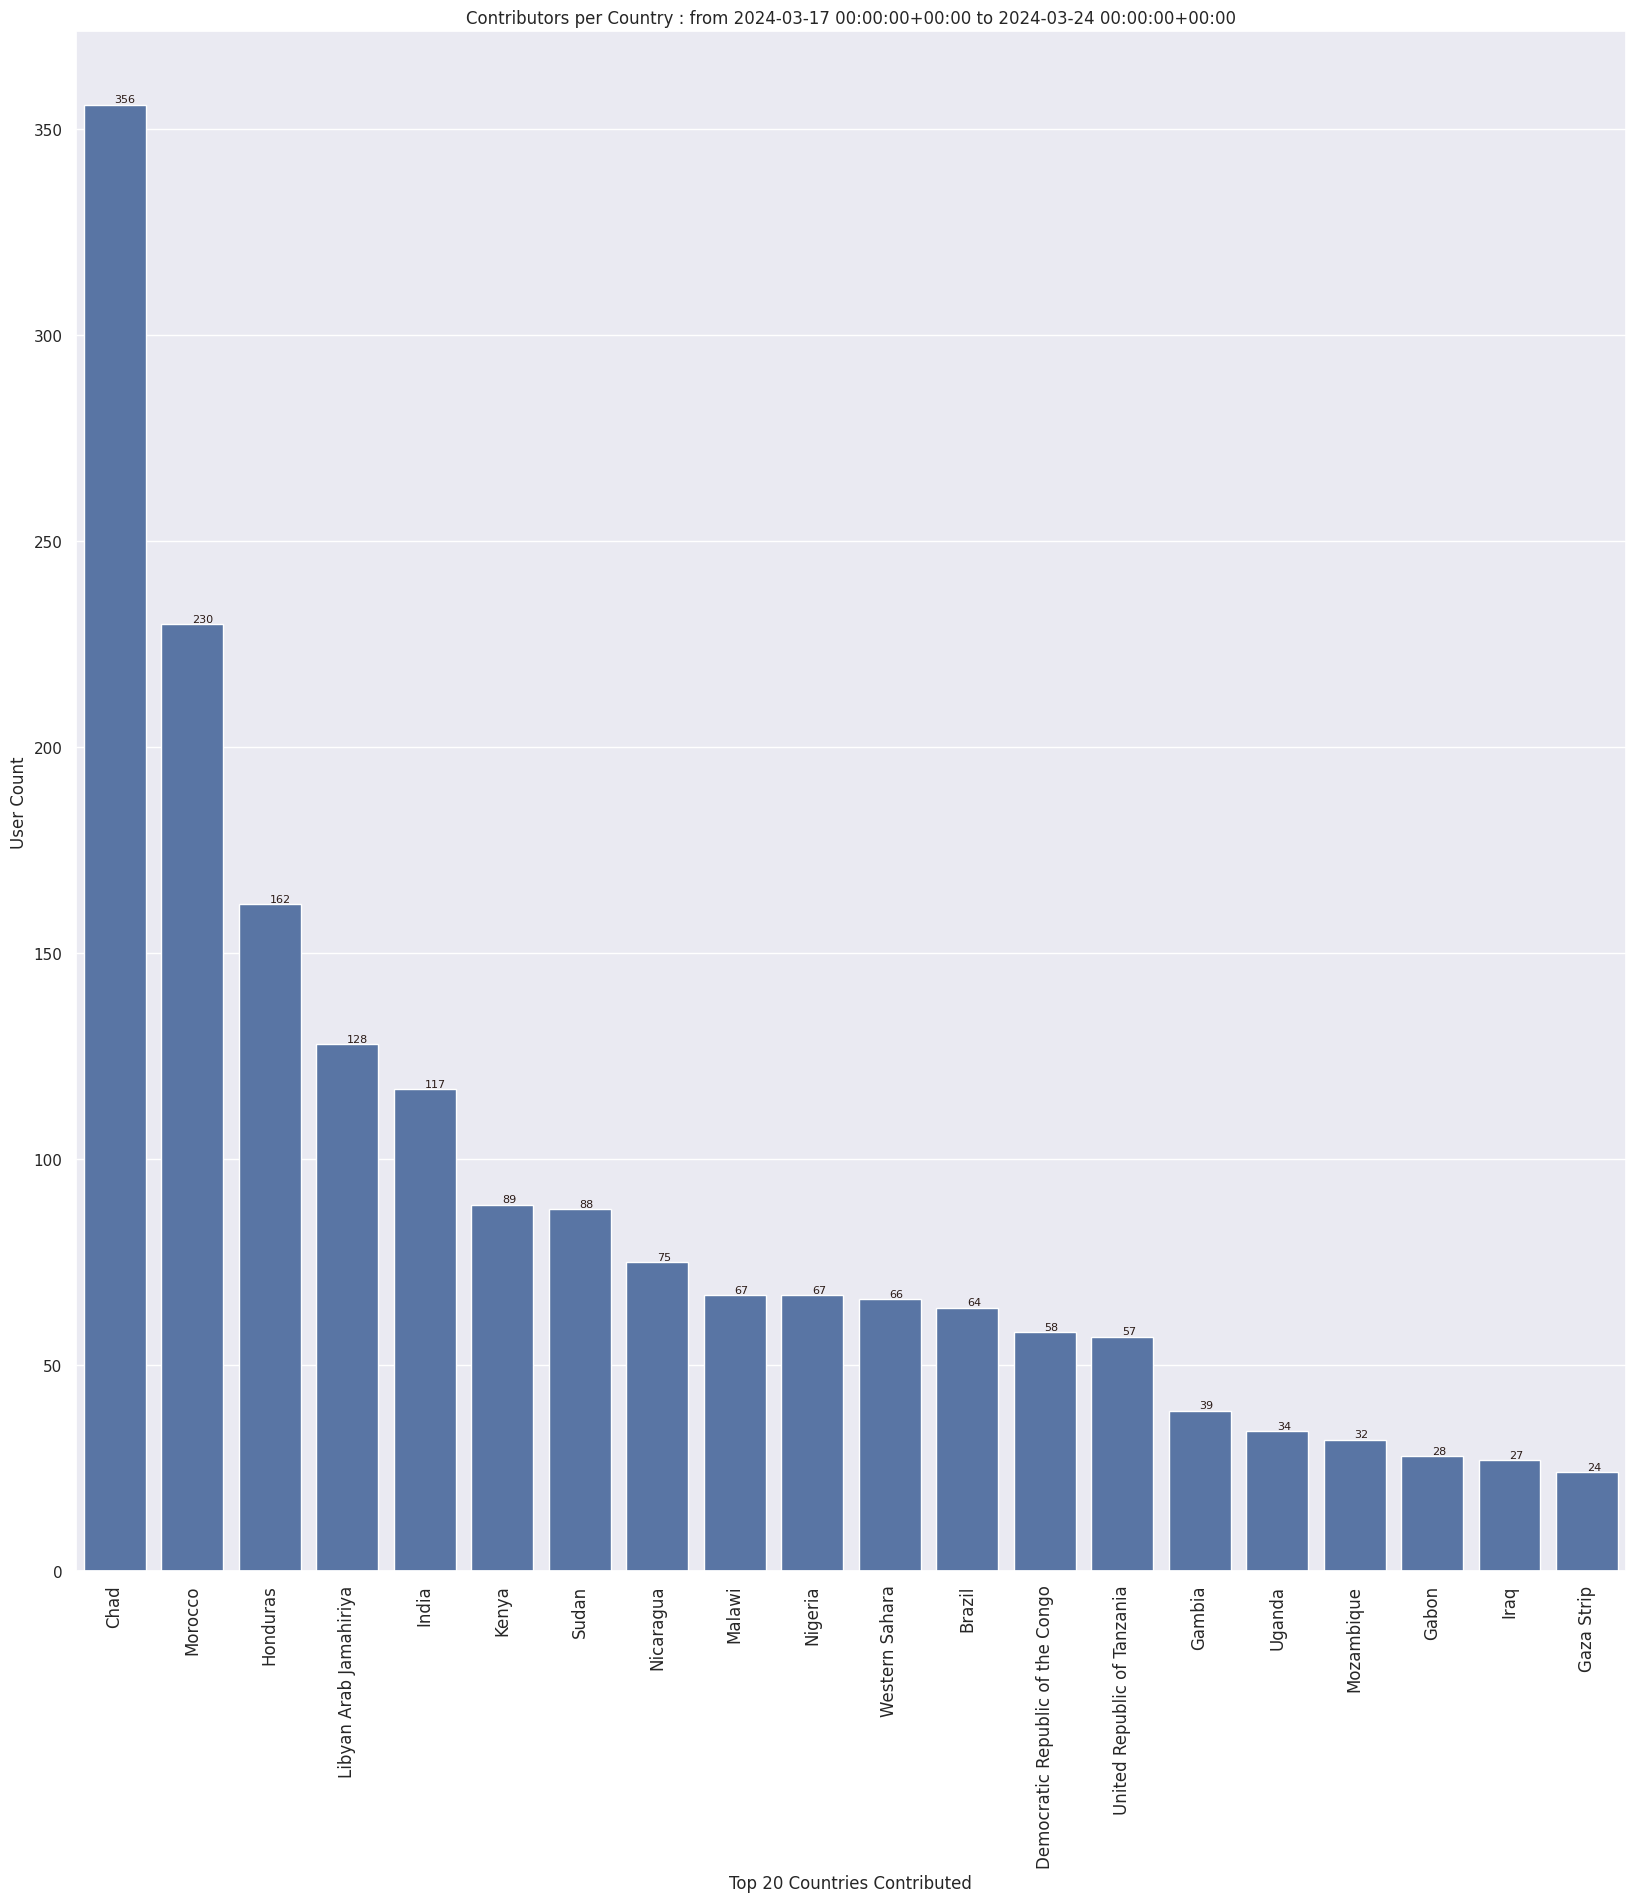 Contributors per Country : from 2024-03-17 00:00:00+00:00 to 2024-03-24 00:00:00+00:00
User Count
350
300
250
200
150
100
50
0
356
230
162
128
117
89
88
75
67
67
66
64
58
57
39
34
32
28
27
24
Chad
Morocco
Honduras
Libyan Arab Jamahiriya
India
Kenya
Sudan
Nicaragua
Malawi
Nigeria
Western Sahara
Brazil
Democratic Republic of the Congo
United Republic of Tanzania
Gambia
Uganda
Mozambique
Gabon
Iraq
Gaza Strip
Top 20 Countries Contributed